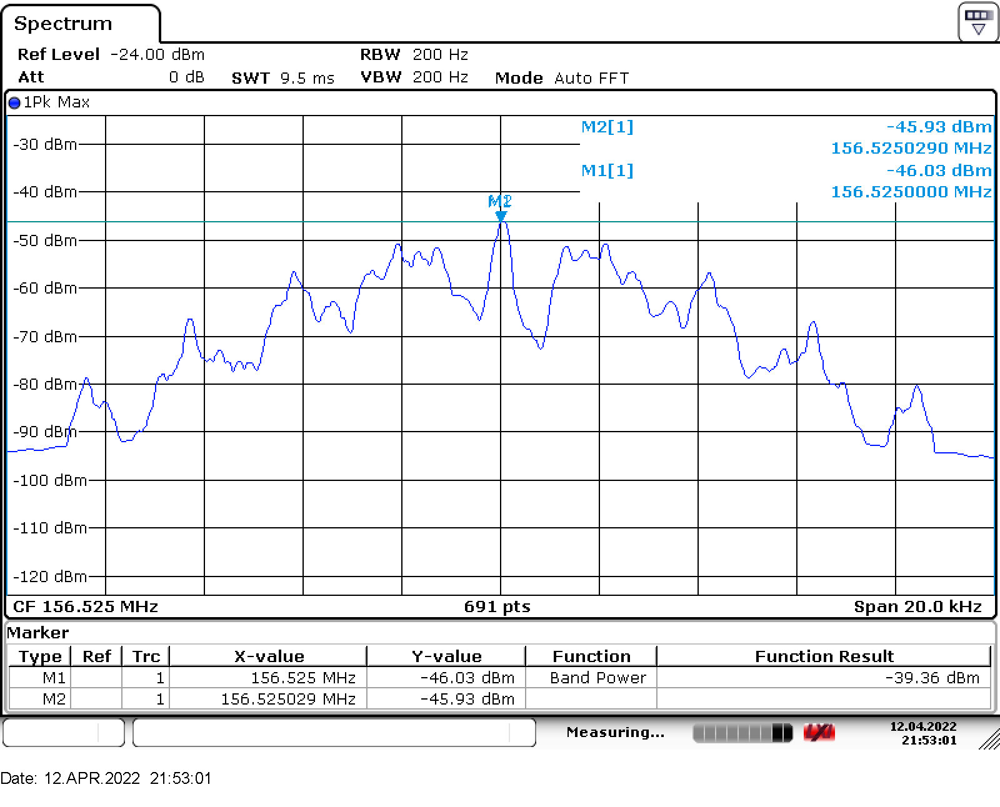 Spectrum
Ref Level -24.00 dBm RBW 200 Hz
Att 0 dB SWT 9.5 ms VBW 200 Hz Mode Auto FFT
1Pk Max
M2[1] -45.93 dBm
156.5250290 MHz
M1[1] -46.03 dBm
156.5250000 MHz
-30 dBm
-40 dBm
-50 dBm
-60 dBm
-70 dBm
-80 dBm
-90 dBm
-100 dBm
-110 dBm
-120 dBm
CF 156.525 MHz 691 pts Span 20.0 kHz
Marker
Type Ref Trc X-value Y-value Function Function Result
M1 1 156.525 MHz -46.03 dBm Band Power -39.36 dBm
M2 1 156.525029 MHz -45.93 dBm
Measuring... LXI 12.04.2022
21:53:01
Date: 12.APR.2022 21:53:01